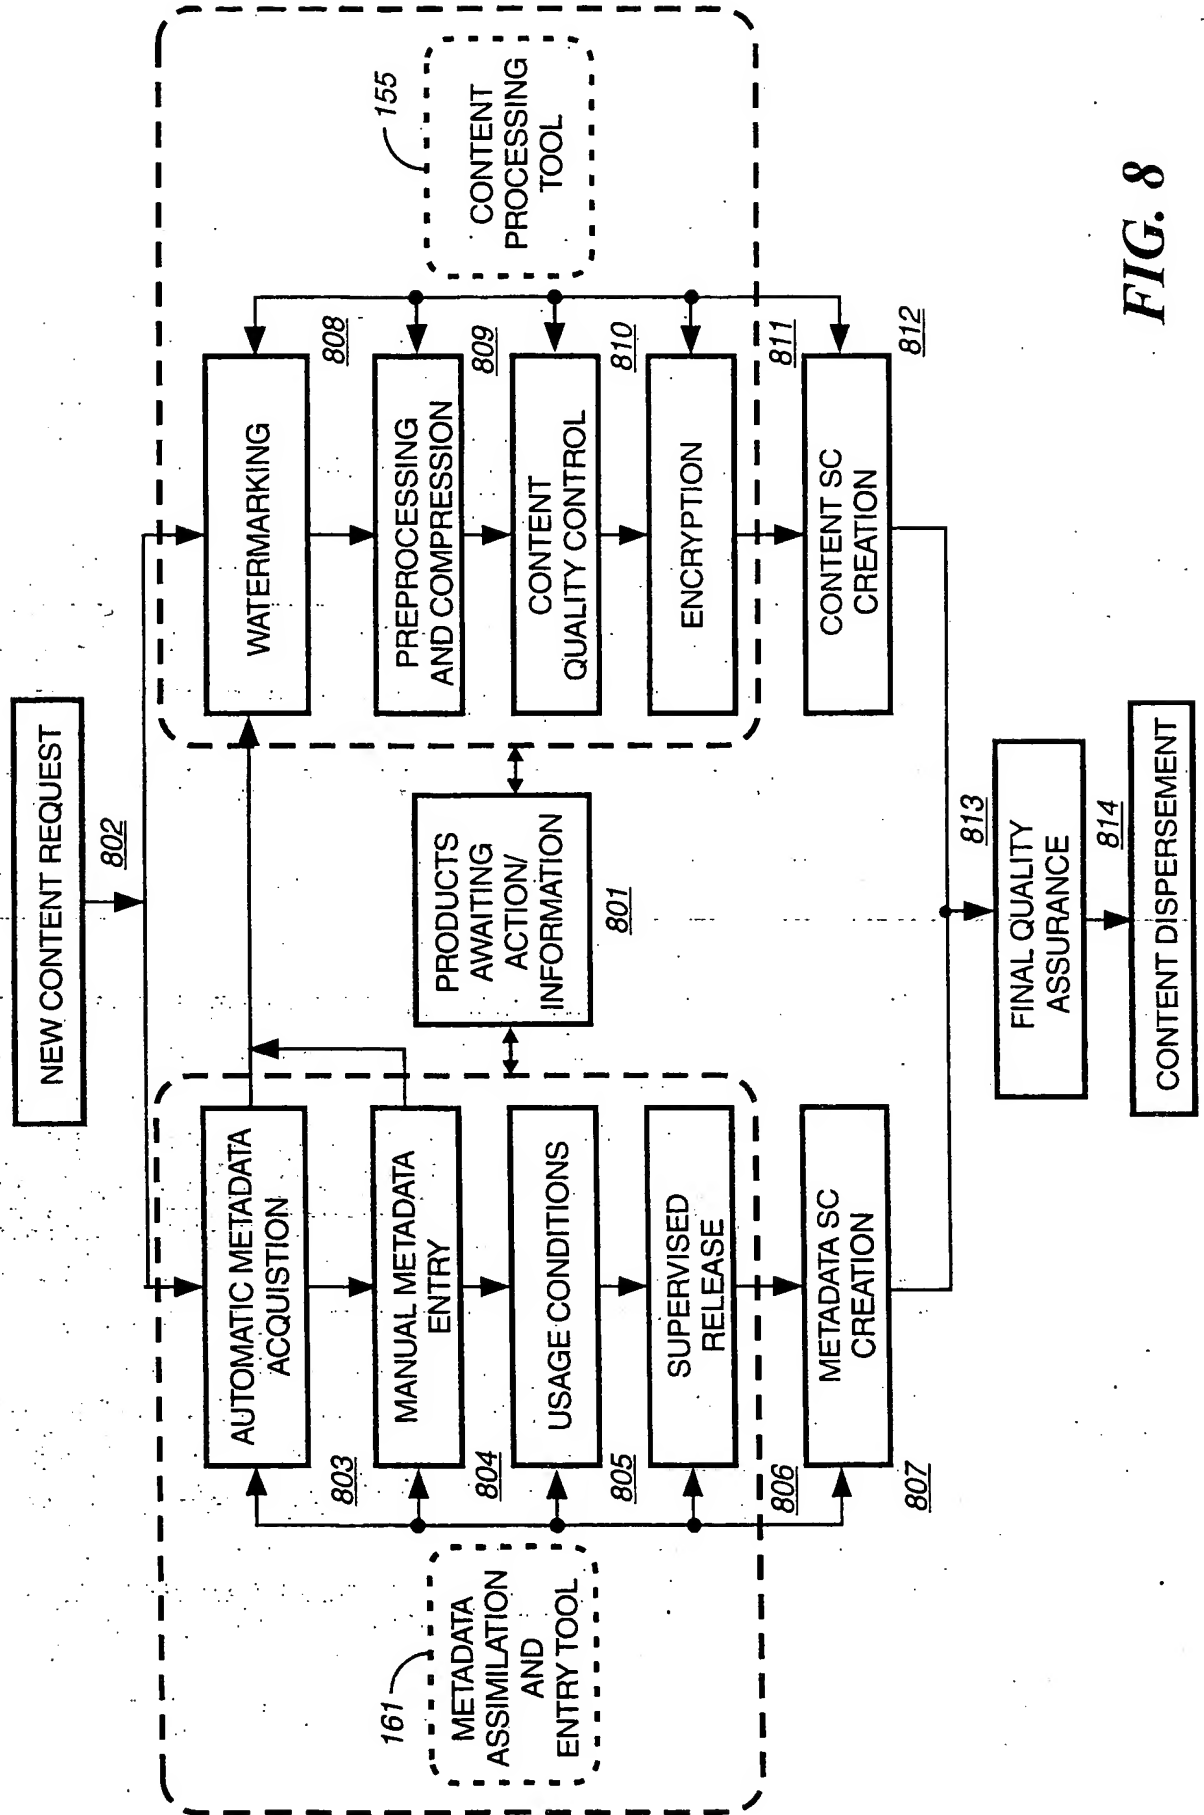 NEW CONTENT REQUEST
802
AUTOMATIC METADATA
ACQUISTION
803
MANUAL METADATA
ENTRY
804
USAGE CONDITIONS
805
SUPERVISED
RELEASE
806
METADATA SC
CREATION
807
161
METADATA
ASSIMILATION
AND
ENTRY TOOL
PRODUCTS
AWAITING
ACTION/
INFORMATION
801
WATERMARKING
808
PREPROCESSING
AND COMPRESSION
809
CONTENT
QUALITY CONTROL
810
ENCRYPTION
811
CONTENT SC
CREATION
812
155
CONTENT
PROCESSING
TOOL
FINAL QUALITY
ASSURANCE
813
CONTENT DISPERSEMENT
814
FIG. 8